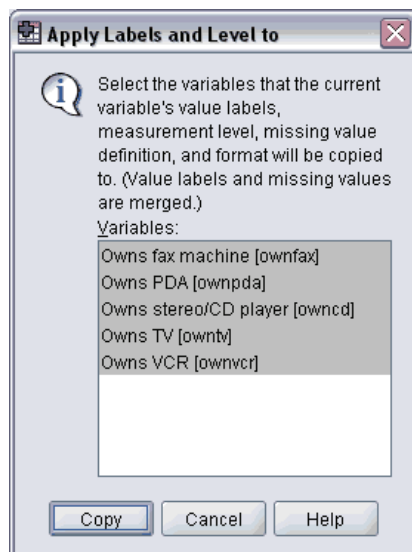 Apply Labels and Level to
Select the variables that the current
variable's value labels,
measurement level, missing value
definition, and format will be copied
to. (Value labels and missing values
are merged.)
Variables:
Owns fax machine [ownfax]
Owns PDA [ownpda]
Owns stereo/CD player [owncd]
Owns TV [owntv]
Owns VCR [ownvcr]
Copy
Cancel
Help